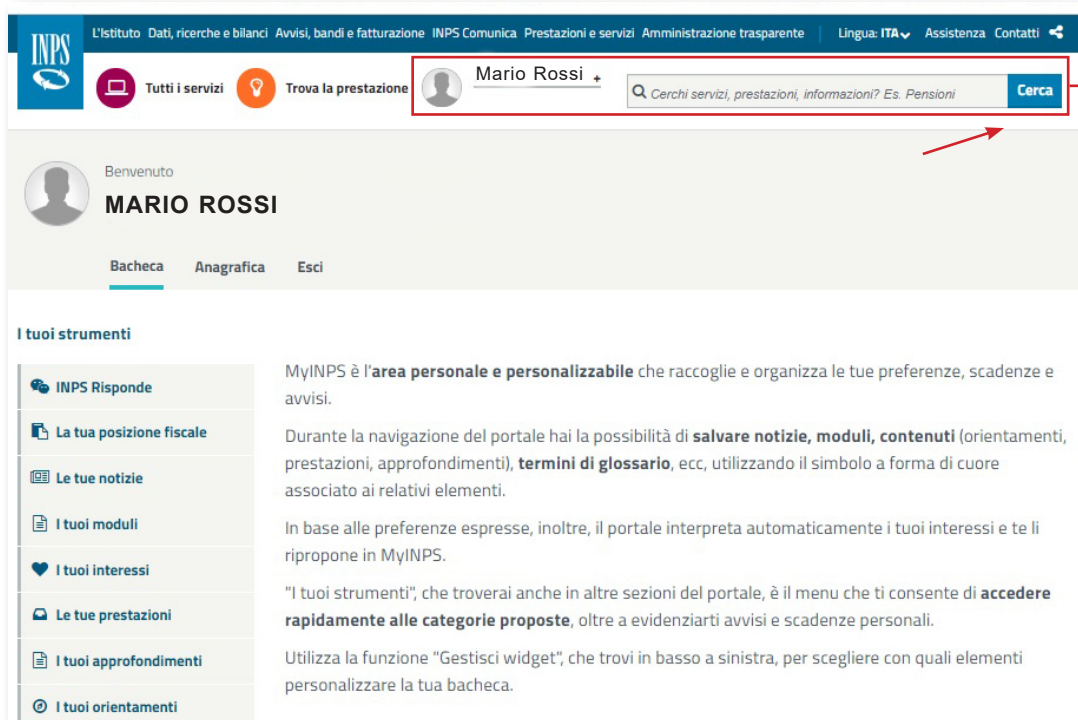 INPS
L'Istituto Dati, ricerche e bilanci Avvisi, bandi e fatturazione INPS Comunica Prestazioni e servizi Amministrazione trasparente Lingua: ITA Assistenza Contatti
Tutti i servizi Trova la prestazione Mario Rossi + Cerchi servizi, prestazioni, informazioni? Es. Pensioni Cerca
Benvenuto
MARIO ROSSI
Bacheca Anagrafica Esci
I tuoi strumenti
INPS Risponde
La tua posizione fiscale
Le tue notizie
I tuoi moduli
I tuoi interessi
Le tue prestazioni
I tuoi approfondimenti
I tuoi orientamenti
MyINPS è l'area personale e personalizzabile che raccoglie e organizza le tue preferenze, scadenze e
avvisi.
Durante la navigazione del portale hai la possibilità di salvare notizie, moduli, contenuti (orientamenti,
prestazioni, approfondimenti), termini di glossario, ecc, utilizzando il simbolo a forma di cuore
associato ai relativi elementi.
In base alle preferenze espresse, inoltre, il portale interpreta automaticamente i tuoi interessi e te li
ripropone in MyINPS.
"I tuoi strumenti", che troverai anche in altre sezioni del portale, è il menu che ti consente di accedere
rapidamente alle categorie proposte, oltre a evidenziarti avvisi e scadenze personali.
Utilizza la funzione "Gestisci widget", che trovi in basso a sinistra, per scegliere con quali elementi
personalizzare la tua bacheca.